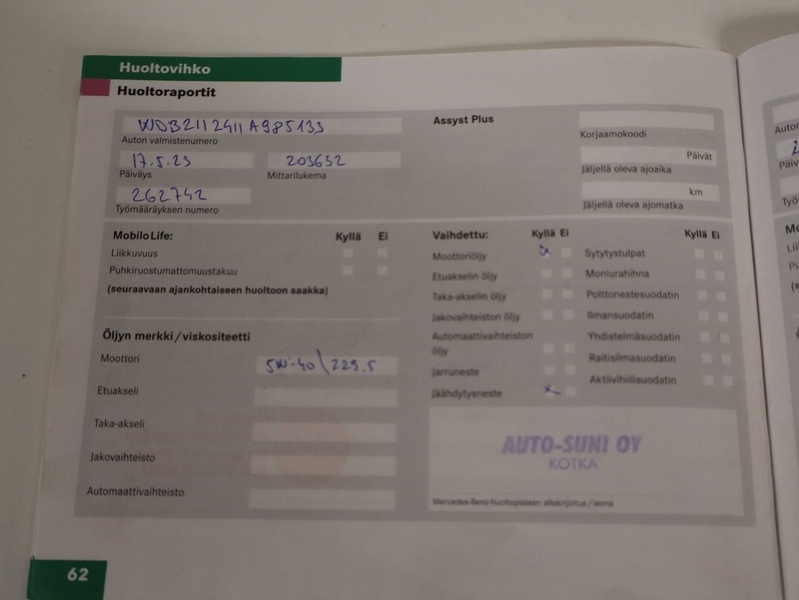 Huoltovihko
Huoltoraportit
WDB2112411A985133
Auton valmistenumero
17.5.23 203632
Päiväys Mittarilukema
262742
Työmääräyksen numero
Assyst Plus
Korjaamokoodi
Päivät
Jäljellä oleva ajoaika
km
Jäljellä oleva ajomatka
MobiloLife: Kyllä Ei
Liikkuvuus
Puhkiruostumattomuustakuu
(seuraavaan ajankohtaiseen huoltoon saakka)
Öljyn merkki/viskositeetti
Moottori 5W-40\229.5
Etuakseli
Taka-akseli
Jakovaihteisto
Automaattivaihteisto
Vaihdettu: Kyllä Ei Kyllä Ei
Moottoriöljy x Sytytystulpat
Etuakselin öljy Moniurahihna
Taka-akselin öljy Polttonestesuodatin
Jakovaihteiston öljy Ilmansuodatin
Automaattivaihteiston Yhdistelmäsuodatin
öljy Raitisilmasuodatin
Jarruneste Aktiivihiilisuodatin
Jäähdytysneste x
AUTO-SUNI OY
KOTKA
Mercedes-Benz-huoltopisteen allekirjoitus/leima
62